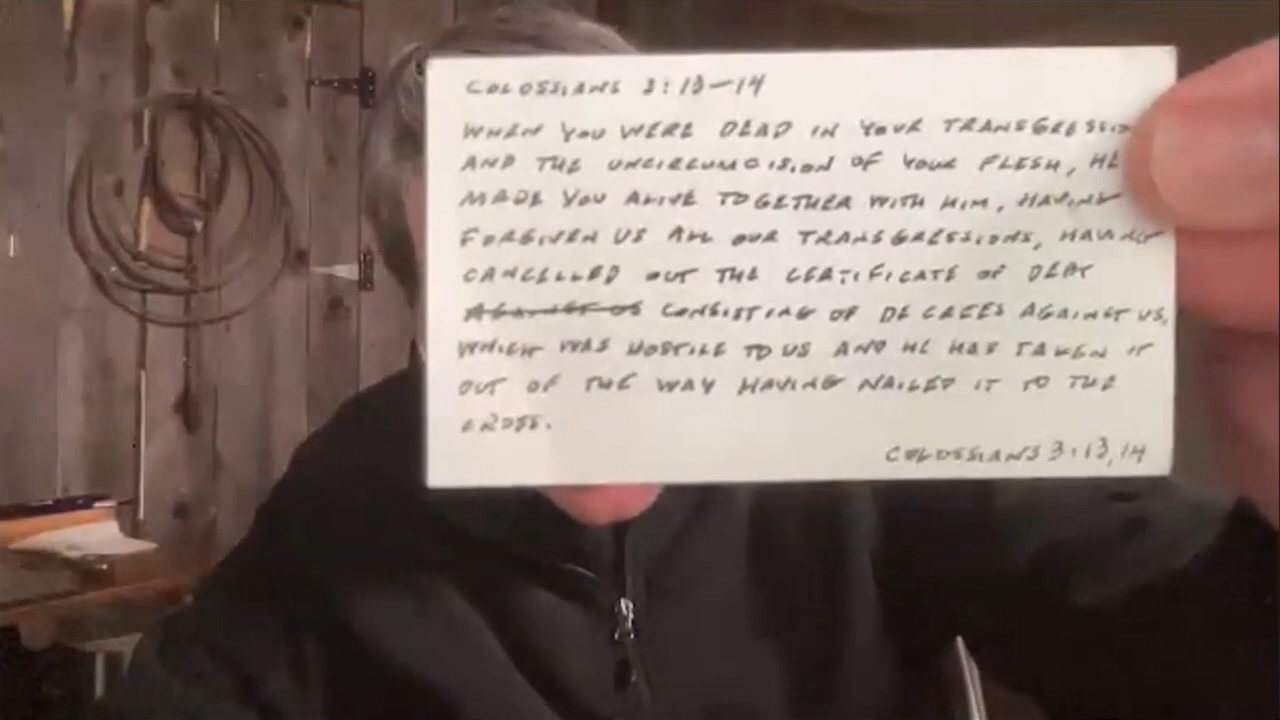 COLOSSIANS 3:13-14
WHEN YOU WERE DEAD IN YOUR TRANSGRESSIO
AND THE UNCIRCUMCISION OF YOUR FLESH, HE
MADE YOU ALIVE TOGETHER WITH HIM, HAVING
FORGIVEN US ALL OUR TRANSGRESSIONS, HAVING
CANCELLED OUT THE CERTIFICATE OF DEBT
AGAINST US CONSISTING OF DECREES AGAINST US,
WHICH WAS HOSTILE TO US AND HE HAS TAKEN IT
OUT OF THE WAY HAVING NAILED IT TO THE
CROSS.
COLOSSIANS 3:13,14